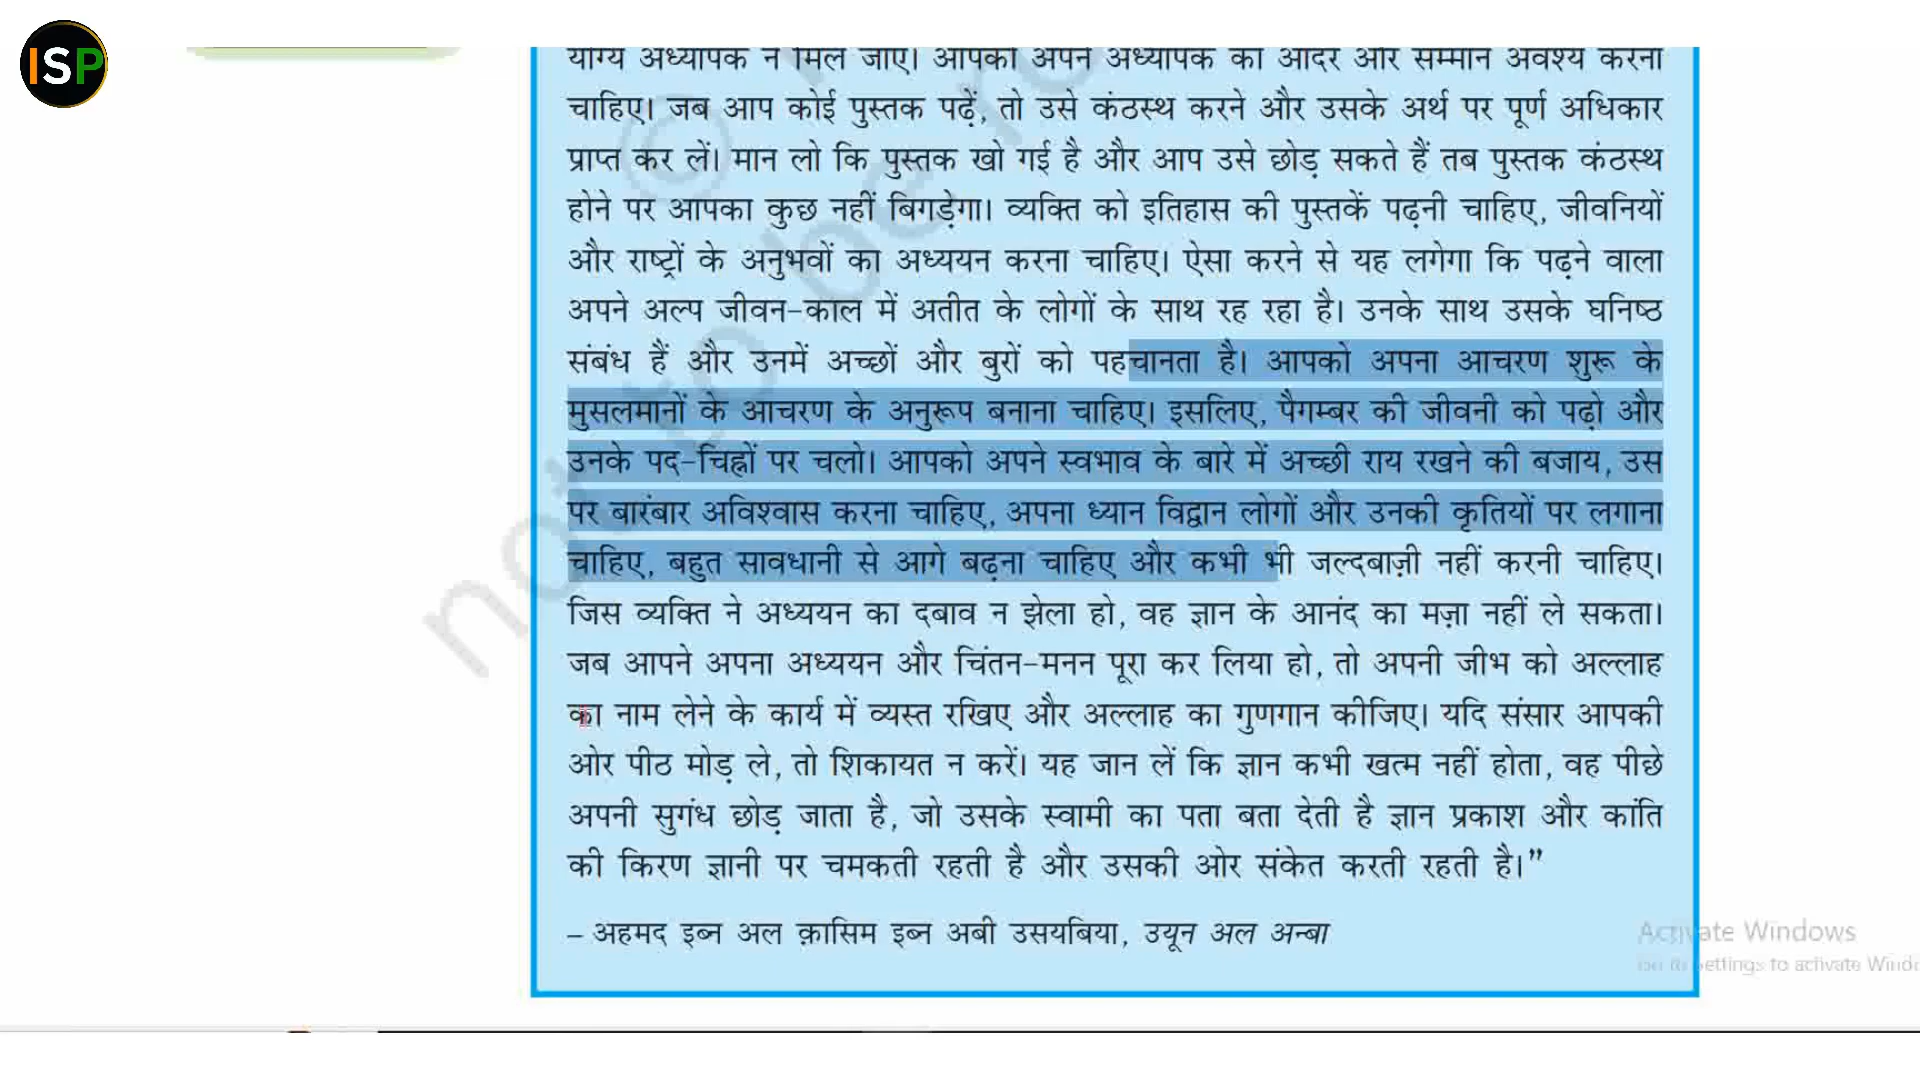 ISP
योग्य अध्यापक न मिल जाए। आपको अपने अध्यापक का आदर और सम्मान अवश्य करना
चाहिए। जब आप कोई पुस्तक पढ़ें, तो उसे कंठस्थ करने और उसके अर्थ पर पूर्ण अधिकार
प्राप्त कर लें। मान लो कि पुस्तक खो गई है और आप उसे छोड़ सकते हैं तब पुस्तक कंठस्थ
होने पर आपका कुछ नहीं बिगड़ेगा। व्यक्ति को इतिहास की पुस्तकें पढ़नी चाहिए, जीवनियों
और राष्ट्रों के अनुभवों का अध्ययन करना चाहिए। ऐसा करने से यह लगेगा कि पढ़ने वाला
अपने अल्प जीवन-काल में अतीत के लोगों के साथ रह रहा है। उनके साथ उसके घनिष्ठ
संबंध हैं और उनमें अच्छों और बुरों को पहचानता है। आपको अपना आचरण शुरू के
मुसलमानों के आचरण के अनुरूप बनाना चाहिए। इसलिए, पैगम्बर की जीवनी को पढ़ो और
उनके पद-चिह्नों पर चलो। आपको अपने स्वभाव के बारे में अच्छी राय रखने की बजाय, उस
पर बारंबार अविश्वास करना चाहिए, अपना ध्यान विद्वान लोगों और उनकी कृतियों पर लगाना
चाहिए, बहुत सावधानी से आगे बढ़ना चाहिए और कभी भी जल्दबाज़ी नहीं करनी चाहिए।
जिस व्यक्ति ने अध्ययन का दबाव न झेला हो, वह ज्ञान के आनंद का मज़ा नहीं ले सकता।
जब आपने अपना अध्ययन और चिंतन-मनन पूरा कर लिया हो, तो अपनी जीभ को अल्लाह
का नाम लेने के कार्य में व्यस्त रखिए और अल्लाह का गुणगान कीजिए। यदि संसार आपकी
ओर पीठ मोड़ ले, तो शिकायत न करें। यह जान लें कि ज्ञान कभी खत्म नहीं होता, वह पीछे
अपनी सुगंध छोड़ जाता है, जो उसके स्वामी का पता बता देती है ज्ञान प्रकाश और कांति
की किरण ज्ञानी पर चमकती रहती है और उसकी ओर संकेत करती रहती है।”
– अहमद इब्न अल क़ासिम इब्न अबी उसयबिया, उयून अल अन्बा
Activate Windows
Go to Settings to activate
not to be
©